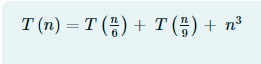 T (n) = T (n/6) + T (n/9) + n³